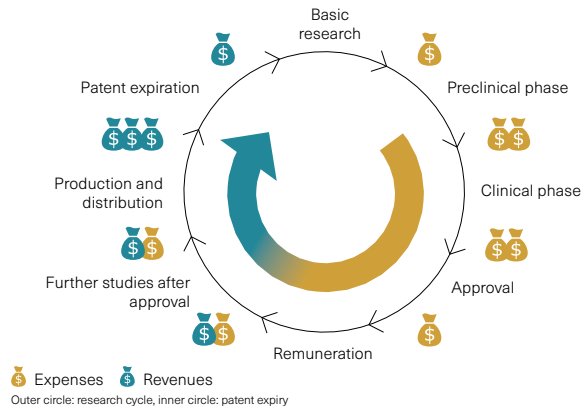 Basic
research
Preclinical phase
Clinical phase
Approval
Remuneration
Further studies after
approval
Production and
distribution
Patent expiration
$
$
$$
$$$
$$
$$
$$
$$
$
$ Expenses $ Revenues
Outer circle: research cycle, inner circle: patent expiry